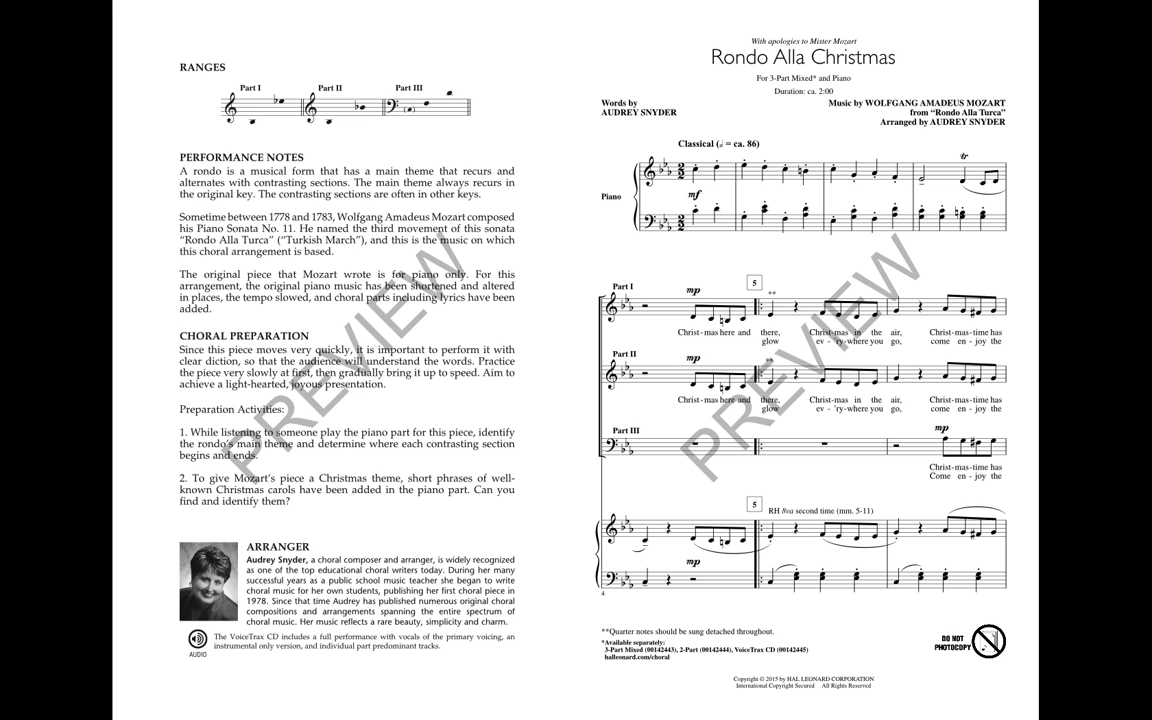 RANGES
Part I
Part II
Part III
PERFORMANCE NOTES
A rondo is a musical form that has a main theme that recurs and
alternates with contrasting sections. The main theme always recurs in
the original key. The contrasting sections are often in other keys.
Sometime between 1778 and 1783, Wolfgang Amadeus Mozart composed
his Piano Sonata No. 11. He named the third movement of this sonata
“Rondo Alla Turca” (“Turkish March”), and this is the music on which
this choral arrangement is based.
The original piece that Mozart wrote is for piano only. For this
arrangement, the original piano music has been shortened and altered
in places, the tempo slowed, and choral parts including lyrics have been
added.
CHORAL PREPARATION
Since this piece moves very quickly, it is important to perform it with
clear diction, so that the audience will understand the words. Practice
the piece very slowly at first, then gradually bring it up to speed. Aim to
achieve a light-hearted, joyous presentation.
Preparation Activities:
1. While listening to someone play the piano part for this piece, identify
the rondo’s main theme and determine where each contrasting section
begins and ends.
2. To give Mozart’s piece a Christmas theme, short phrases of well-
known Christmas carols have been added in the piano part. Can you
find and identify them?
ARRANGER
Audrey Snyder, a choral composer and arranger, is widely recognized
as one of the top educational choral writers today. During her many
successful years as a public school music teacher she began to write
choral music for her own students, publishing her first choral piece in
1978. Since that time Audrey has published numerous original choral
compositions and arrangements spanning the entire spectrum of
choral music. Her music reflects a rare beauty, simplicity and charm.
AUDIO
The VoiceTrax CD includes a full performance with vocals of the primary voicing, an
instrumental only version, and individual part predominant tracks.
PREVIEW
With apologies to Mister Mozart
Rondo Alla Christmas
For 3-Part Mixed* and Piano
Duration: ca. 2:00
Words by
AUDREY SNYDER
Music by WOLFGANG AMADEUS MOZART
from “Rondo Alla Turca”
Arranged by AUDREY SNYDER
Classical (𝅗𝅥 = ca. 86)
tr
Piano
mf
5
Part I
mp
**
Christ-mas here and there, Christ-mas in the air, Christ-mas-time has
glow ev - 'ry-where you go, come en - joy the
Part II
mp
**
Christ-mas here and there, Christ-mas in the air, Christ-mas-time has
glow ev - 'ry-where you go, come en - joy the
Part III
mp
Christ-mas-time has
Come en - joy the
5
RH 8va second time (mm. 5-11)
mp
4
**Quarter notes should be sung detached throughout.
*Available separately:
3-Part Mixed (00142443), 2-Part (00142444), VoiceTrax CD (00142445)
halleonard.com/choral
DO NOT
PHOTOCOPY
Copyright © 2015 by HAL LEONARD CORPORATION
International Copyright Secured All Rights Reserved
PREVIEW